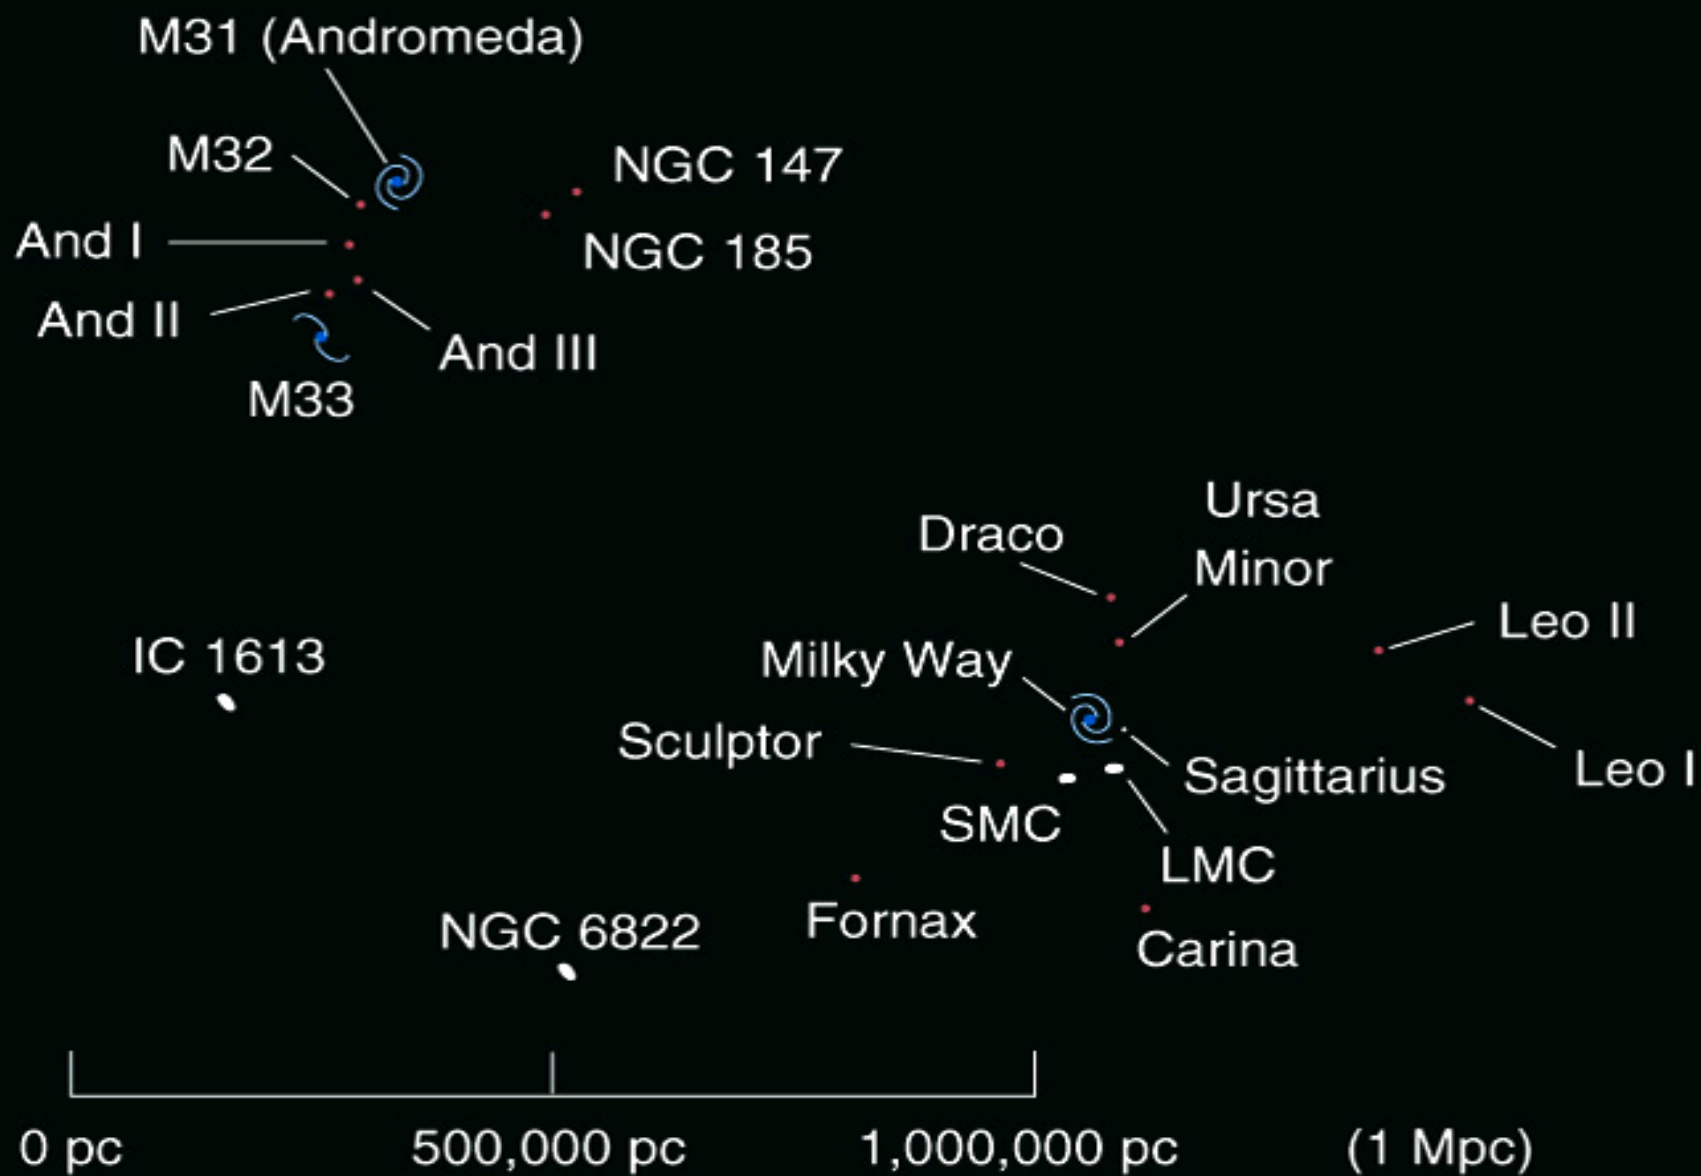 M31 (Andromeda)
M32
NGC 147
And I
NGC 185
And II
And III
M33
Ursa
Minor
Draco
Leo II
IC 1613
Milky Way
Sculptor
Sagittarius
Leo I
SMC
LMC
Fornax
NGC 6822
Carina
0 pc
500,000 pc
1,000,000 pc
(1 Mpc)